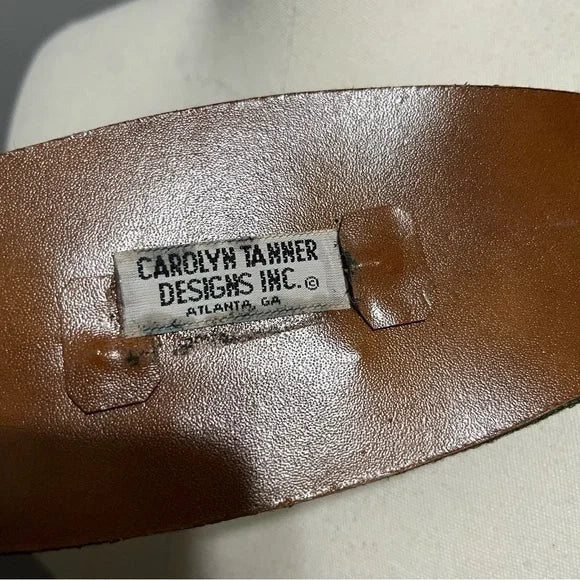 CAROLYN TANNER
DESIGNS INC.©
ATLANTA, GA